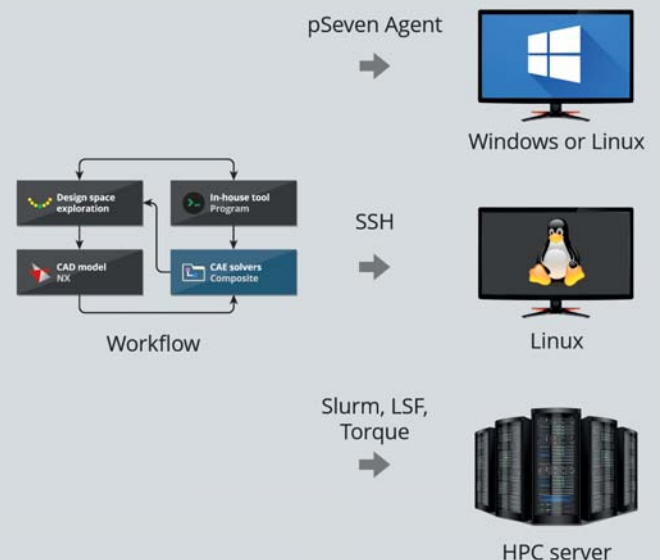 pSeven Agent
Windows or Linux
Design space
exploration
In-house tool
Program
CAD model
NX
CAE solvers
Composite
Workflow
SSH
Linux
Slurm, LSF,
Torque
HPC server